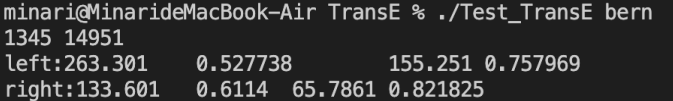 minari@MinarideMacBook-Air TransE % ./Test_TransE bern
1345 14951
left:263.301 0.527738 155.251 0.757969
right:133.601 0.6114 65.7861 0.821825